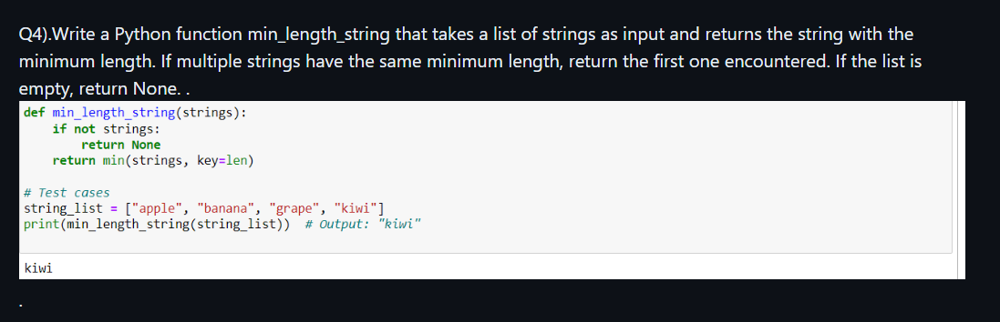 Q4).Write a Python function min_length_string that takes a list of strings as input and returns the string with the
minimum length. If multiple strings have the same minimum length, return the first one encountered. If the list is
empty, return None. .
def min_length_string(strings):
    if not strings:
        return None
    return min(strings, key=len)

# Test cases
string_list = ["apple", "banana", "grape", "kiwi"]
print(min_length_string(string_list))  # Output: "kiwi"
kiwi
.